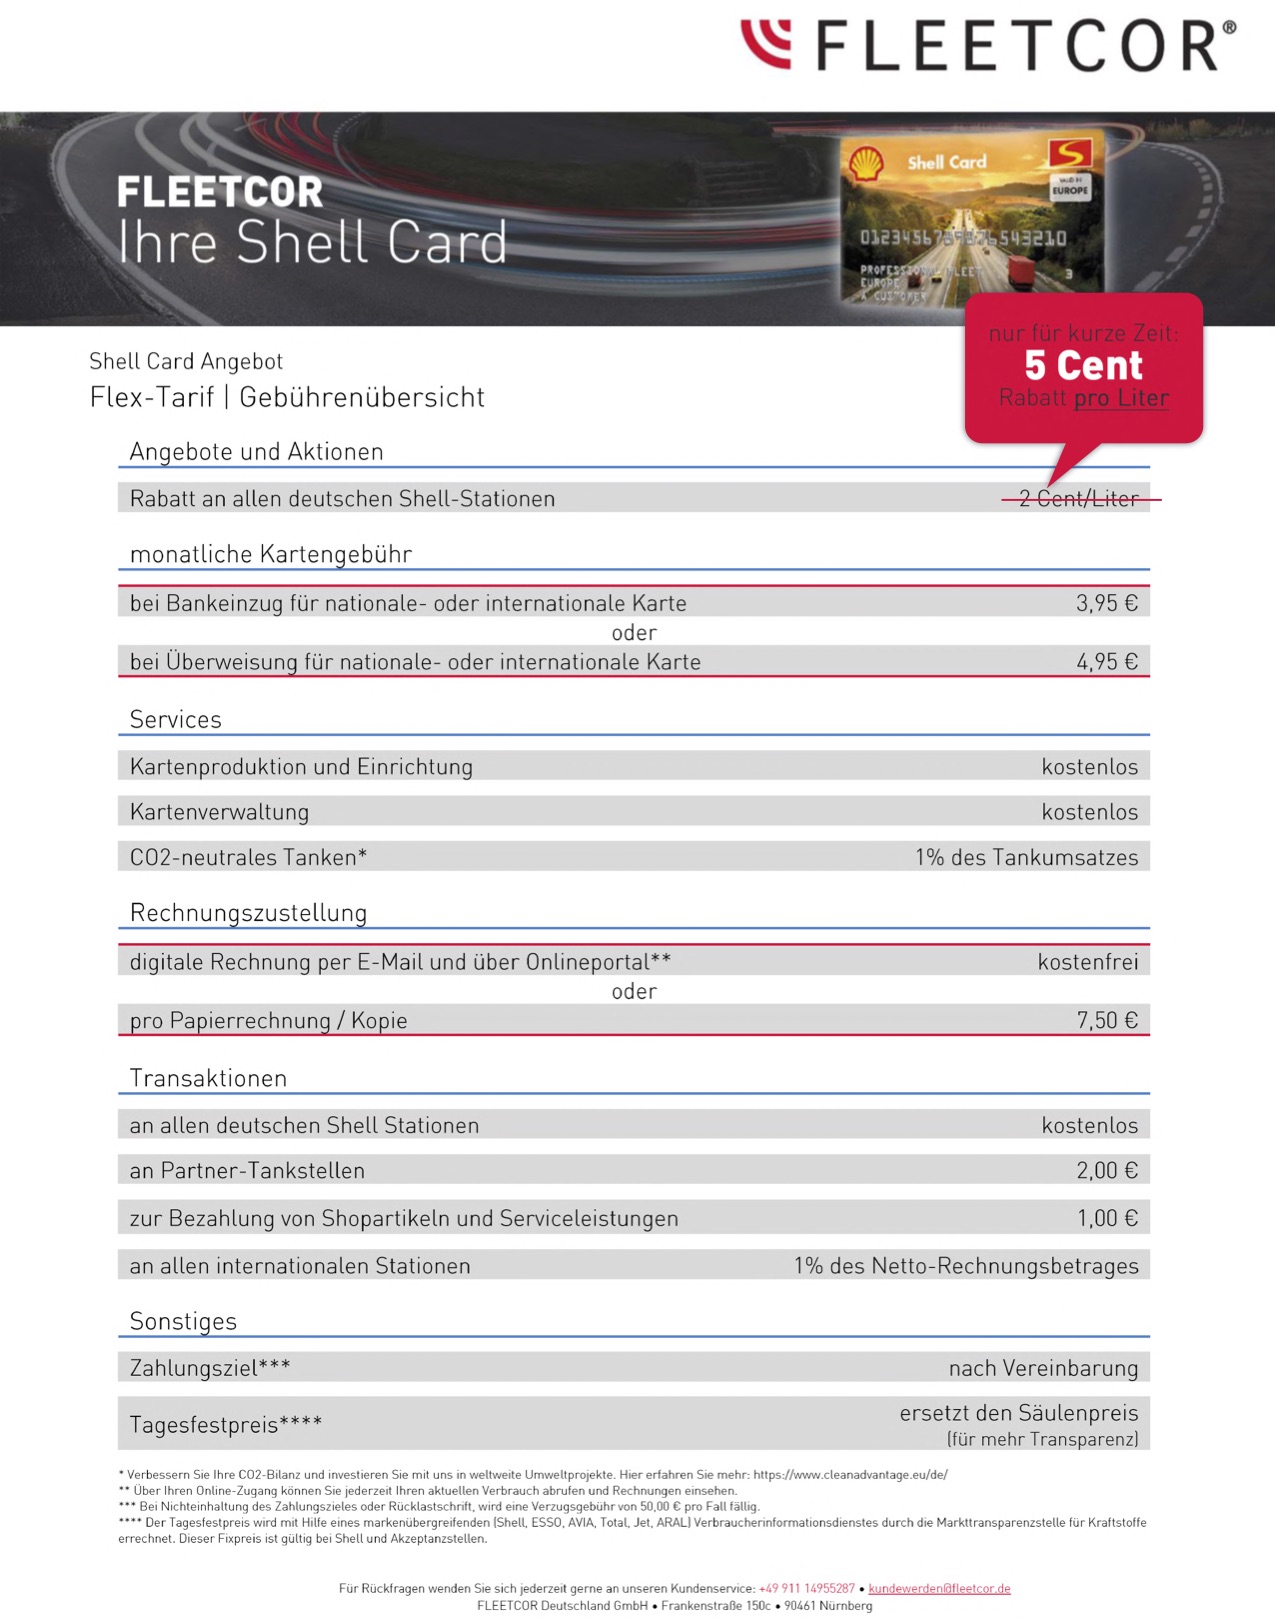 FLEETCOR®
FLEETCOR
Ihre Shell Card
Shell Card
VALID IN
EUROPE
PROFESSIONAL FLEET
3
EUROPE
A CUSTOMER
nur für kurze Zeit:
5 Cent
Rabatt pro Liter
Shell Card Angebot
Flex-Tarif | Gebührenübersicht
Angebote und Aktionen
Rabatt an allen deutschen Shell-Stationen 2 Cent/Liter
monatliche Kartengebühr
bei Bankeinzug für nationale- oder internationale Karte 3,95 €
oder
bei Überweisung für nationale- oder internationale Karte 4,95 €
Services
Kartenproduktion und Einrichtung kostenlos
Kartenverwaltung kostenlos
CO2-neutrales Tanken* 1% des Tankumsatzes
Rechnungszustellung
digitale Rechnung per E-Mail und über Onlineportal** kostenfrei
oder
pro Papierrechnung / Kopie 7,50 €
Transaktionen
an allen deutschen Shell Stationen kostenlos
an Partner-Tankstellen 2,00 €
zur Bezahlung von Shopartikeln und Serviceleistungen 1,00 €
an allen internationalen Stationen 1% des Netto-Rechnungsbetrages
Sonstiges
Zahlungsziel*** nach Vereinbarung
Tagesfestpreis**** ersetzt den Säulenpreis
(für mehr Transparenz)
* Verbessern Sie Ihre CO2-Bilanz und investieren Sie mit uns in weltweite Umweltprojekte. Hier erfahren Sie mehr: https://www.cleanadvantage.eu/de/
** Über Ihren Online-Zugang können Sie jederzeit Ihren aktuellen Verbrauch abrufen und Rechnungen einsehen.
*** Bei Nichteinhaltung des Zahlungszieles oder Rücklastschrift, wird eine Verzugsgebühr von 50,00 € pro Fall fällig.
**** Der Tagesfestpreis wird mit Hilfe eines markenübergreifenden (Shell, ESSO, AVIA, Total, Jet, ARAL) Verbraucherinformationsdienstes durch die Markttransparenzstelle für Kraftstoffe
errechnet. Dieser Fixpreis ist gültig bei Shell und Akzeptanzstellen.
Für Rückfragen wenden Sie sich jederzeit gerne an unseren Kundenservice: +49 911 14955287 • kundewerden@fleetcor.de
FLEETCOR Deutschland GmbH • Frankenstraße 150c • 90461 Nürnberg